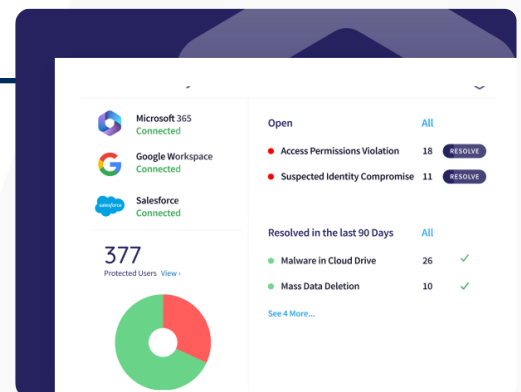 Microsoft 365
Connected
Google Workspace
Connected
salesforce
Salesforce
Connected
377
Protected Users View ›
Open All
Access Permissions Violation 18 RESOLVE
Suspected Identity Compromise 11 RESOLVE
Resolved in the last 90 Days All
Malware in Cloud Drive 26
Mass Data Deletion 10
See 4 More...